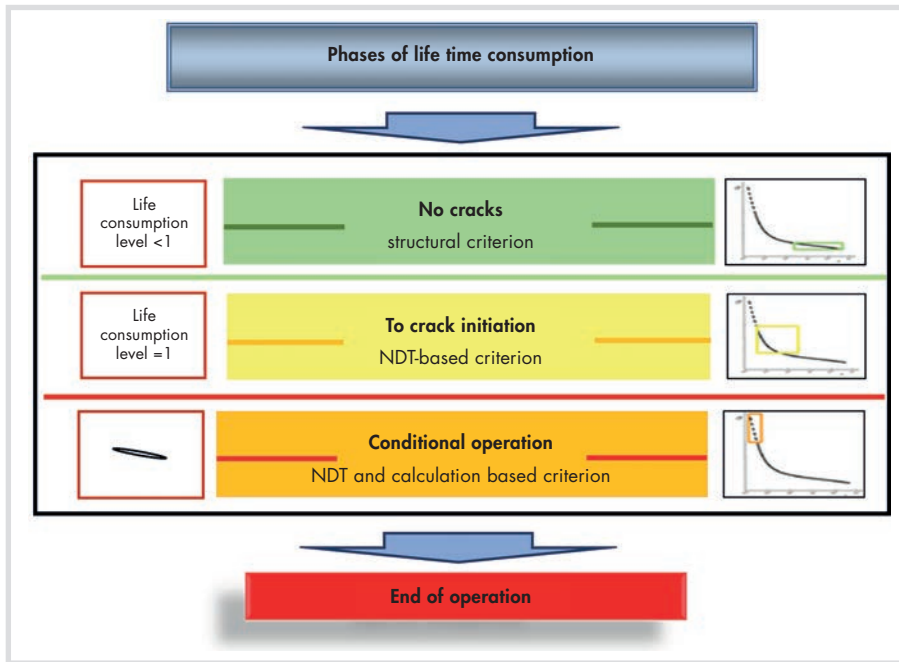 Phases of life time consumption
Life
consumption
level <1
No cracks
structural criterion
Life
consumption
level =1
To crack initiation
NDT-based criterion
Conditional operation
NDT and calculation based criterion
End of operation